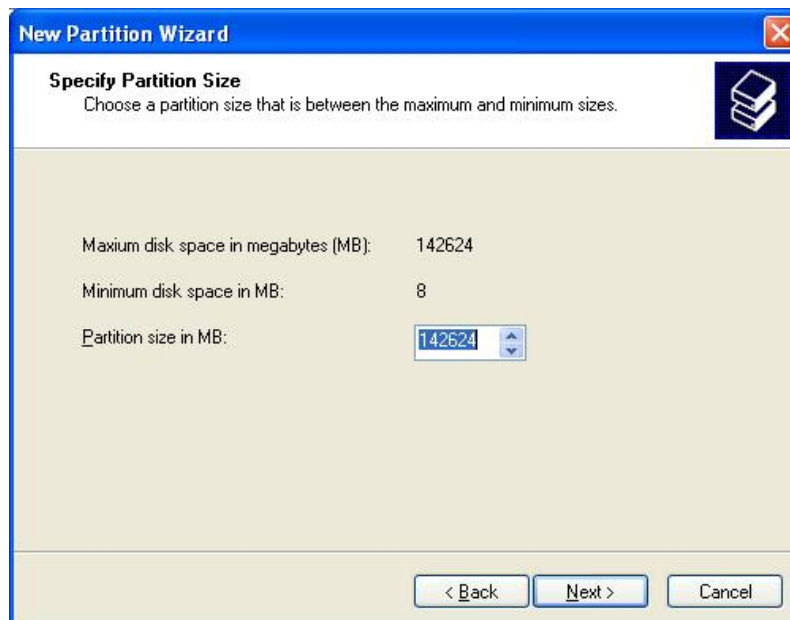 New Partition Wizard
Specify Partition Size
Choose a partition size that is between the maximum and minimum sizes.
Maxium disk space in megabytes (MB): 142624
Minimum disk space in MB: 8
Partition size in MB: 142624
< Back Next > Cancel